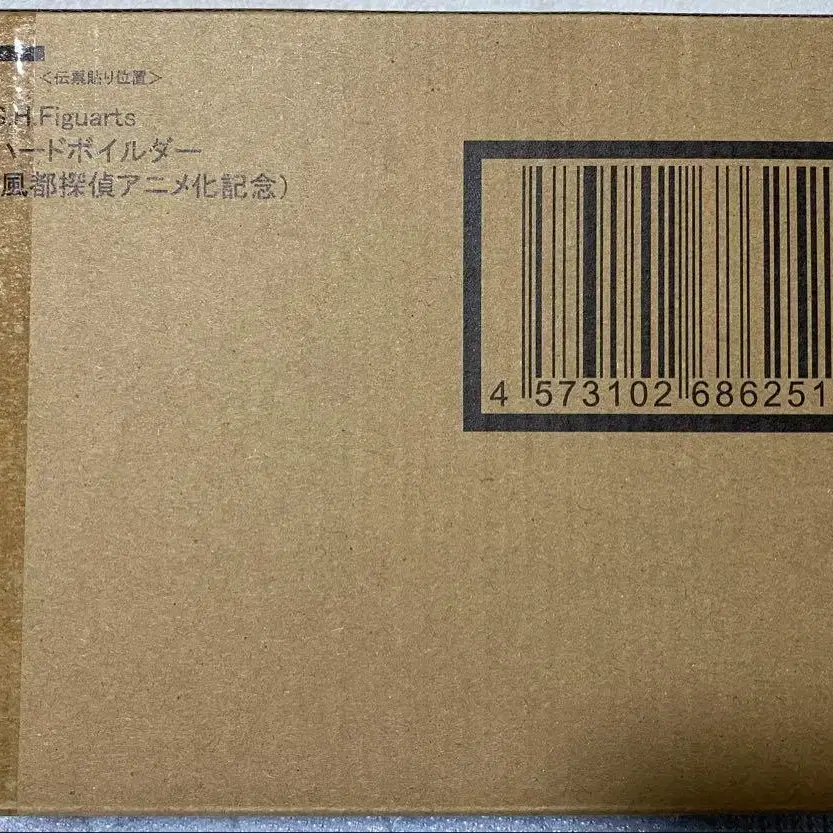 <伝票貼り位置>
S.H.Figuarts
ハードボイルダー
風都探偵アニメ化記念)
4 573102 686251